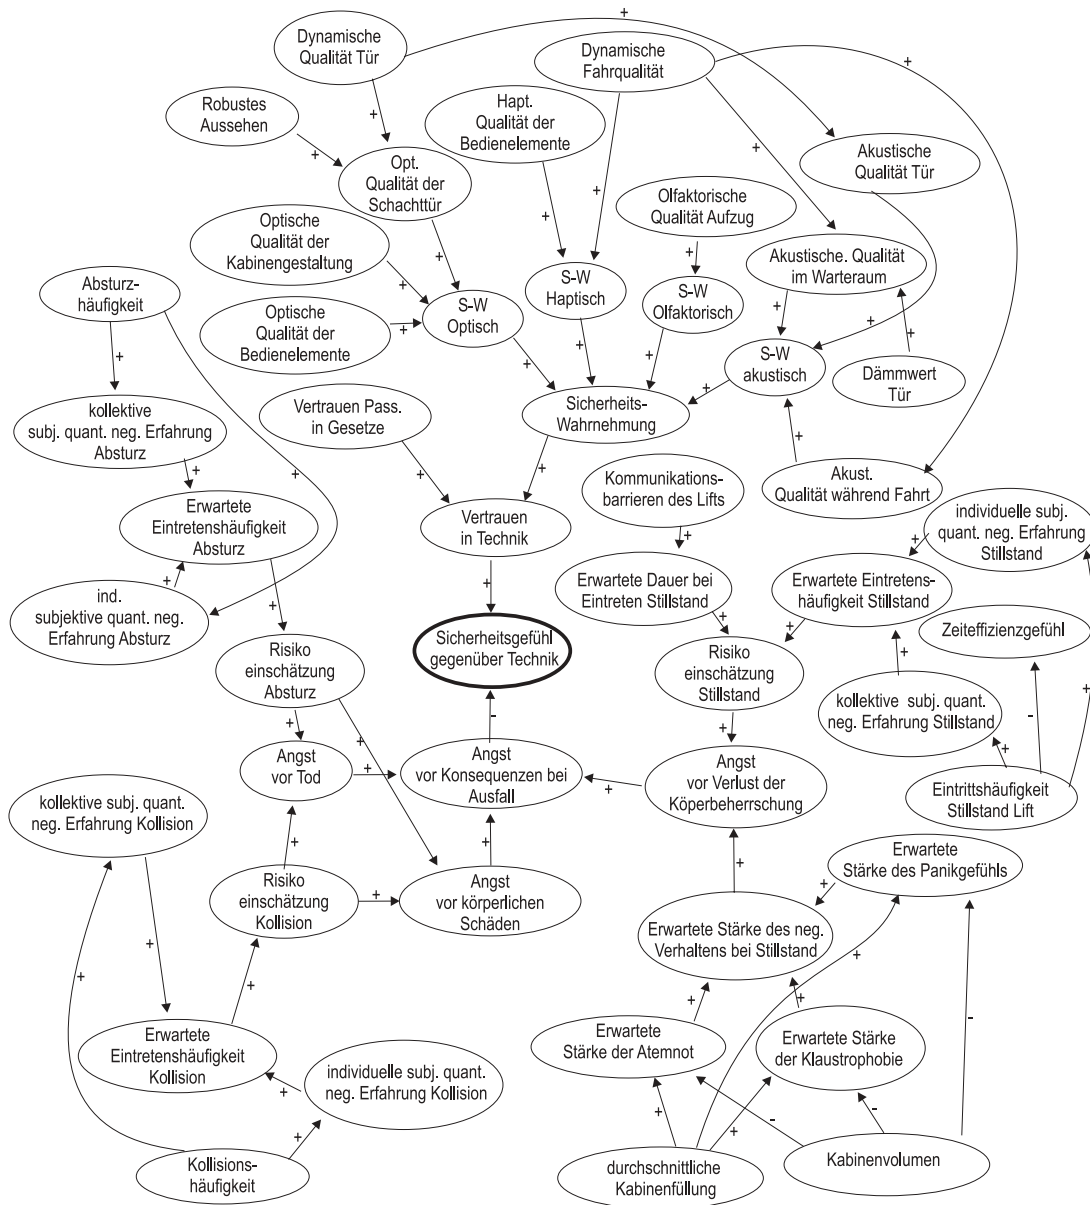 Dynamische
Qualität Tür
+
Dynamische
Fahrqualität
+
Robustes
Aussehen
+
+
Hapt.
Qualität der
Bedienelemente
+
Akustische
Qualität Tür
Opt.
Qualität der
Schachttür
+
+
Olfaktorische
Qualität Aufzug
Optische
Qualität der
Kabinengestaltung
+
+
+
Akustische. Qualität
im Warteraum
Absturz-
häufigkeit
S-W
Haptisch
S-W
Olfaktorisch
S-W
Optisch
+
+
+
+
Optische
Qualität der
Bedienelemente
+
+
+
+
+
S-W
akustisch
Dämmwert
Tür
+
kollektive
subj. quant. neg. Erfahrung
Absturz
Vertrauen Pass.
in Gesetze
Sicherheits-
Wahrnehmung
+
+
+
+
+
Kommunikations-
barrieren des Lifts
Akust.
Qualität während Fahrt
Erwartete
Eintretenshäufigkeit
Absturz
Vertrauen
in Technik
individuelle subj.
quant. neg. Erfahrung
Stillstand
+
+
+
+
Erwartete Dauer bei
Eintreten Stillstand
Erwartete Eintretens-
häufigkeit Stillstand
+
ind.
subjektive quant. neg.
Erfahrung Absturz
+
+
Zeiteffizienzgefühl
Sicherheitsgefühl
gegenüber Technik
+
Risiko
einschätzung
Absturz
Risiko
einschätzung
Stillstand
+
kollektive subj. quant.
neg. Erfahrung Stillstand
-
-
+
+
+
+
Angst
vor Tod
+
Angst
vor Konsequenzen bei
Ausfall
+
Angst
vor Verlust der
Köperbeherrschung
Eintrittshäufigkeit
Stillstand Lift
kollektive subj. quant.
neg. Erfahrung Kollision
+
+
Erwartete
Stärke des Panikgefühls
+
+
Risiko
einschätzung
Kollision
+
Angst
vor körperlichen
Schäden
Erwartete Stärke des neg.
Verhaltens bei Stillstand
+
+
+
+
+
+
-
Erwartete
Eintretenshäufigkeit
Kollision
Erwartete
Stärke der Atemnot
Erwartete Stärke
der Klaustrophobie
individuelle subj. quant.
neg. Erfahrung Kollision
+
+
-
+
-
+
Kollisions-
häufigkeit
durchschnittliche
Kabinenfüllung
Kabinenvolumen